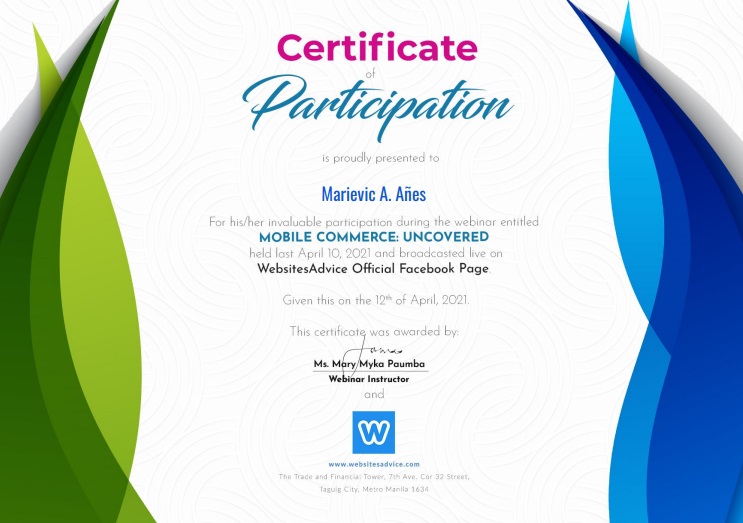 Certificate
of
Participation
is proudly presented to
Marievic A. Añes
For his/her invaluable participation during the webinar entitled
MOBILE COMMERCE: UNCOVERED
held last April 10, 2021 and broadcasted live on
WebsitesAdvice Official Facebook Page.
Given this on the 12th of April, 2021.
This certificate was awarded by:
Ms. Mary Myka Paumba
Webinar Instructor
and
W
www.websitesadvice.com
The Trade and Financial Tower, 7th Ave, Cor 32 Street,
Taguig City, Metro Manila 1634